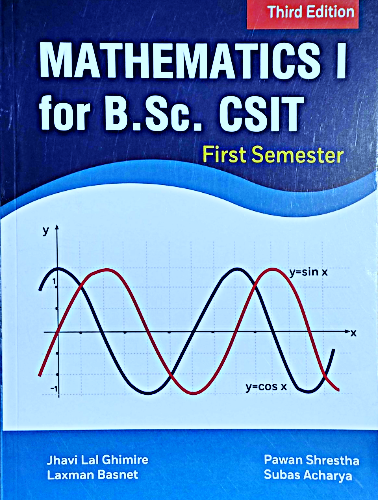 Third Edition
MATHEMATICS I
for B.Sc. CSIT
First Semester
y
y=sin x
1
x
-1
y=cos x
Jhavi Lal Ghimire
Pawan Shrestha
Laxman Basnet
Subas Acharya